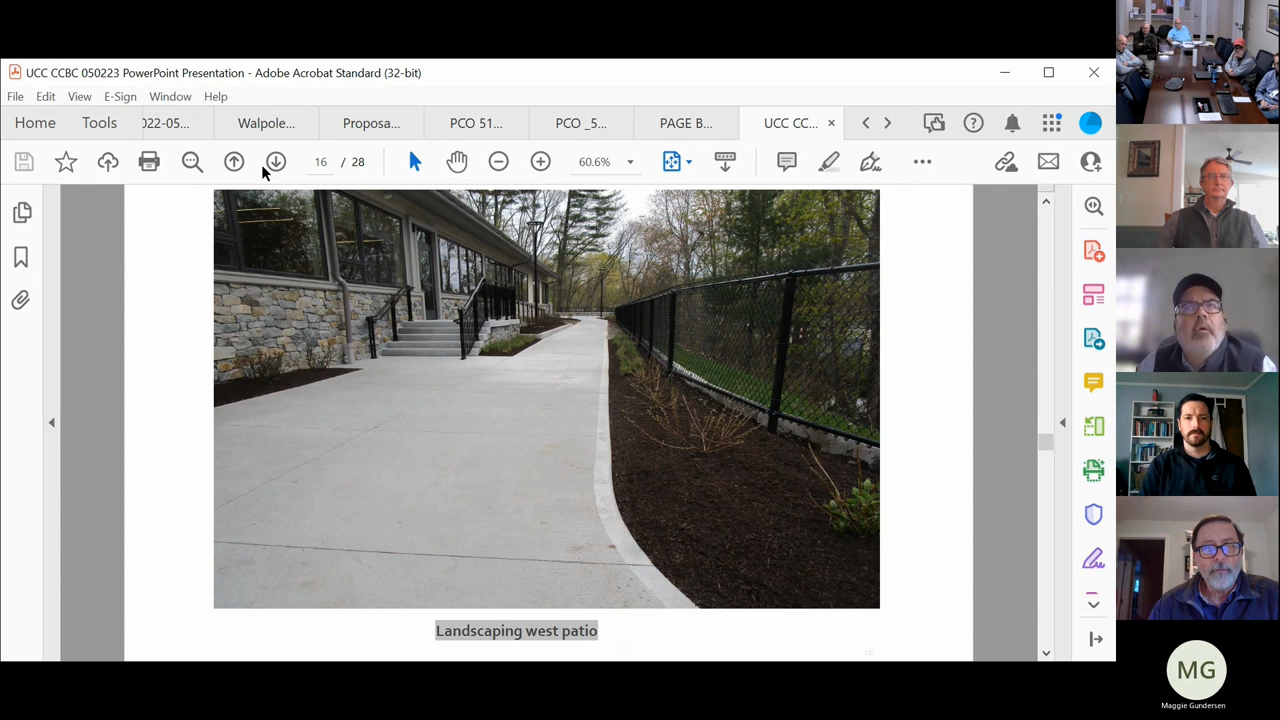 UCC CCBC 050223 PowerPoint Presentation - Adobe Acrobat Standard (32-bit)
File Edit View E-Sign Window Help
Home Tools 022-05... Walpole... Proposa... PCO 51... PCO _5... PAGE B... UCC CC...
16 / 28 60.6%
Landscaping west patio
16
MG
Maggie Gundersen